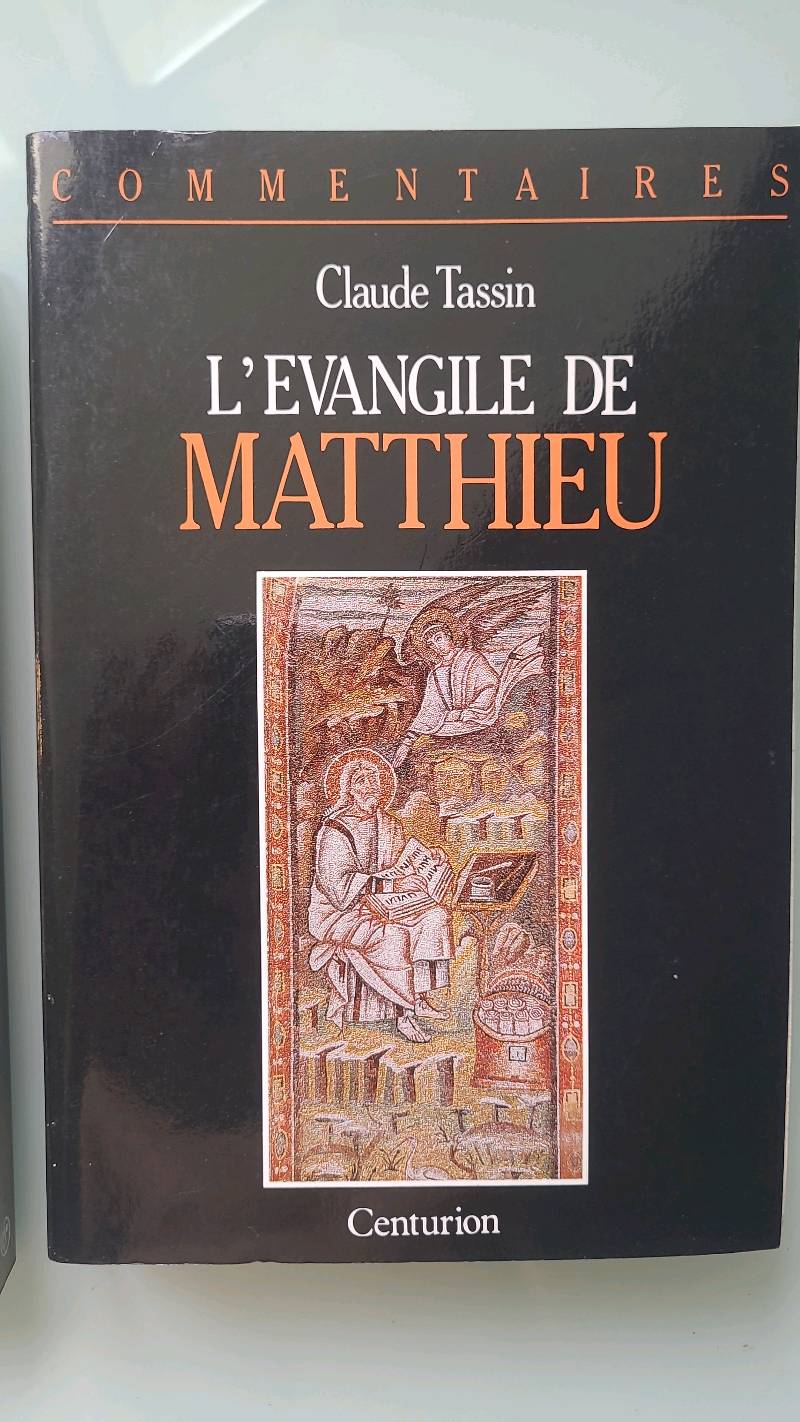 COMMENTAIRES
Claude Tassin
L'EVANGILE DE
MATTHIEU
Centurion